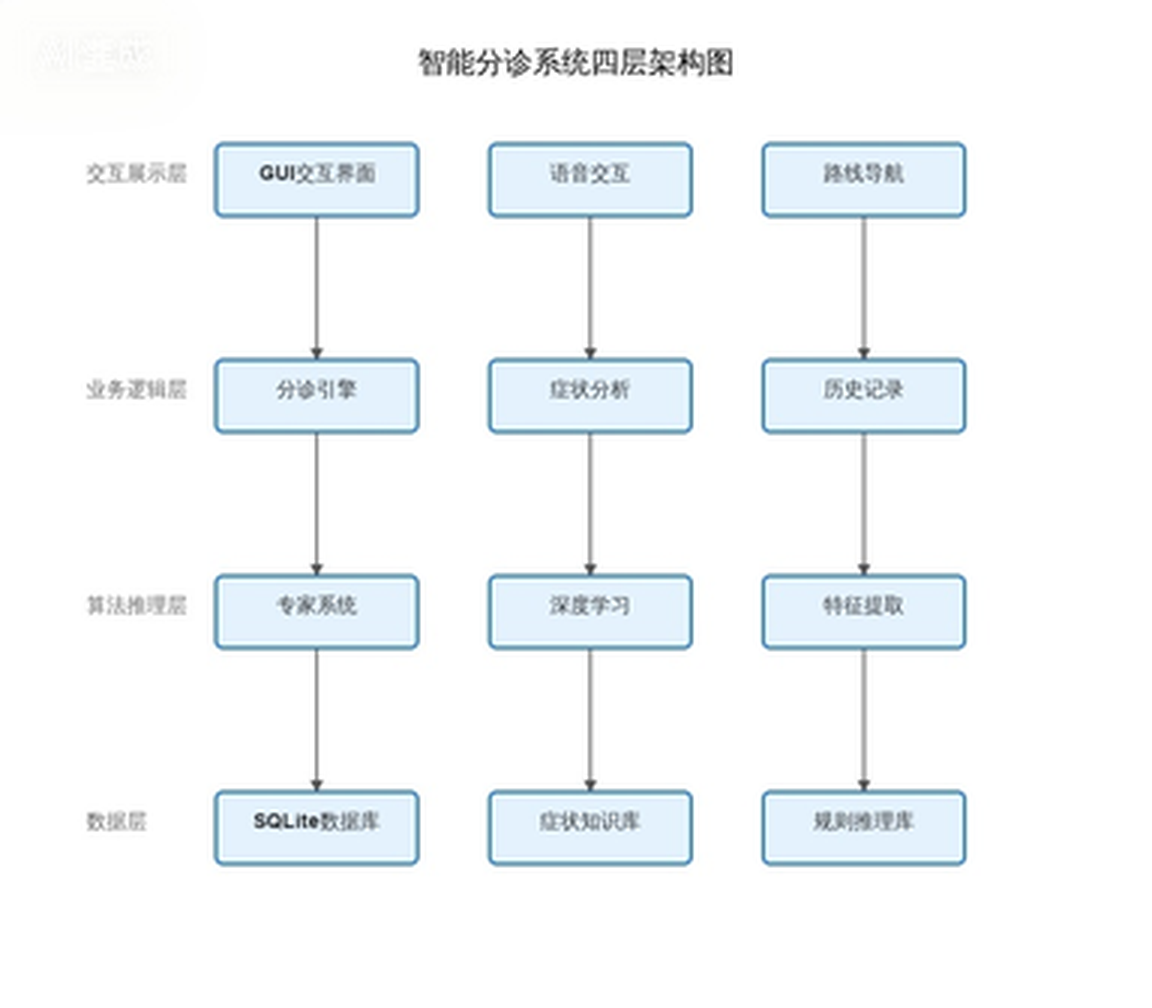 智能分诊系统四层架构图
交互展示层 GUI交互界面 语音交互 路线导航
业务逻辑层 分诊引擎 症状分析 历史记录
算法推理层 专家系统 深度学习 特征提取
数据层 SQLite数据库 症状知识库 规则推理库